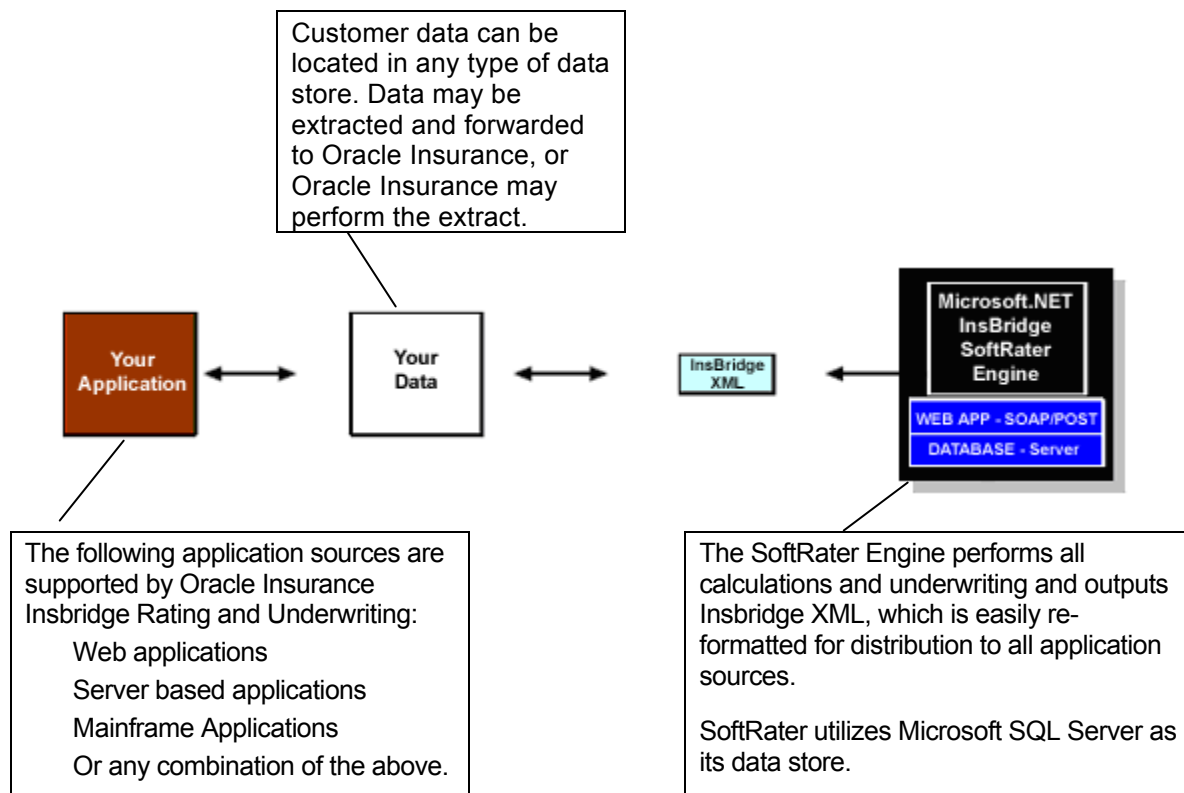 Customer data can be
located in any type of data
store. Data may be
extracted and forwarded
to Oracle Insurance, or
Oracle Insurance may
perform the extract.
Your
Application
Your
Data
InsBridge
XML
Microsoft.NET
InsBridge
SoftRater
Engine
WEB APP - SOAP/POST
DATABASE - Server
The following application sources are
supported by Oracle Insurance
Insbridge Rating and Underwriting:
Web applications
Server based applications
Mainframe Applications
Or any combination of the above.
The SoftRater Engine performs all
calculations and underwriting and outputs
Insbridge XML, which is easily re-
formatted for distribution to all application
sources.
SoftRater utilizes Microsoft SQL Server as
its data store.